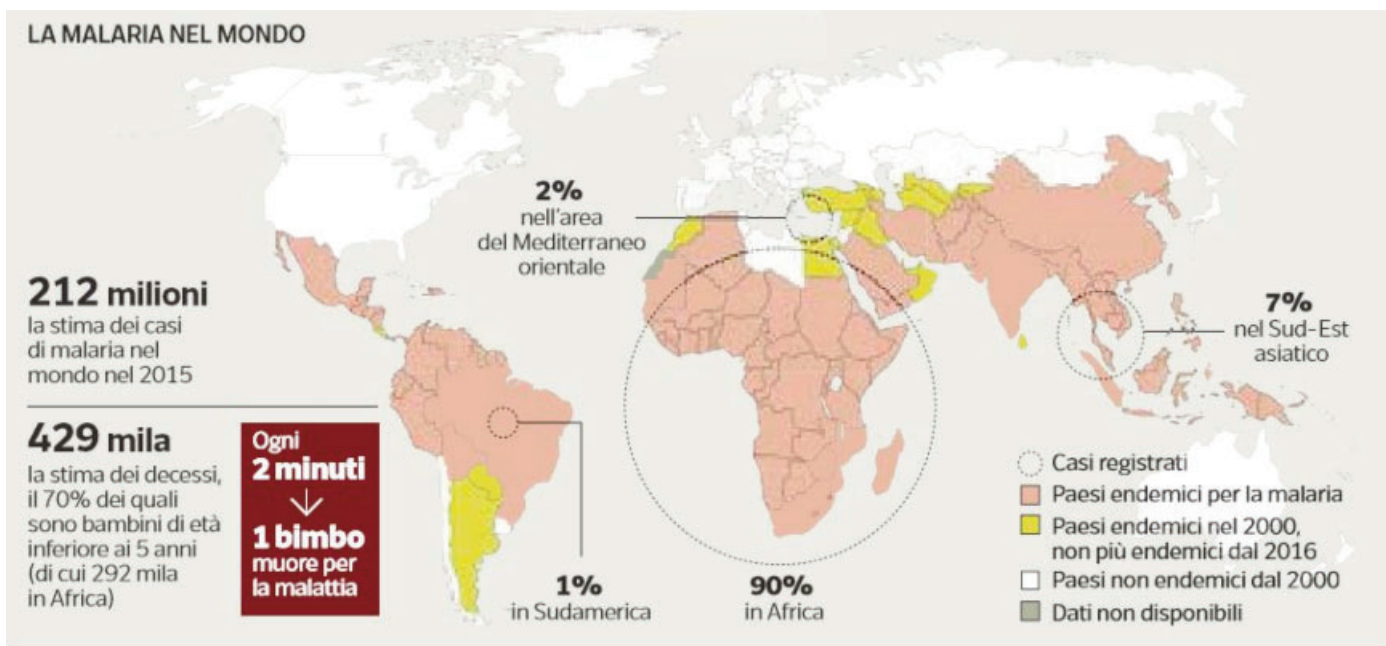 LA MALARIA NEL MONDO
2%
nell'area
del Mediterraneo
orientale
212 milioni
la stima dei casi
di malaria nel
mondo nel 2015
7%
nel Sud-Est
asiatico
429 mila
la stima dei decessi,
il 70% dei quali
sono bambini di età
inferiore ai 5 anni
(di cui 292 mila
in Africa)
Ogni
2 minuti
1 bimbo
muore per
la malattia
1%
in Sudamerica
90%
in Africa
Casi registrati
Paesi endemici per la malaria
Paesi endemici nel 2000,
non più endemici dal 2016
Paesi non endemici dal 2000
Dati non disponibili